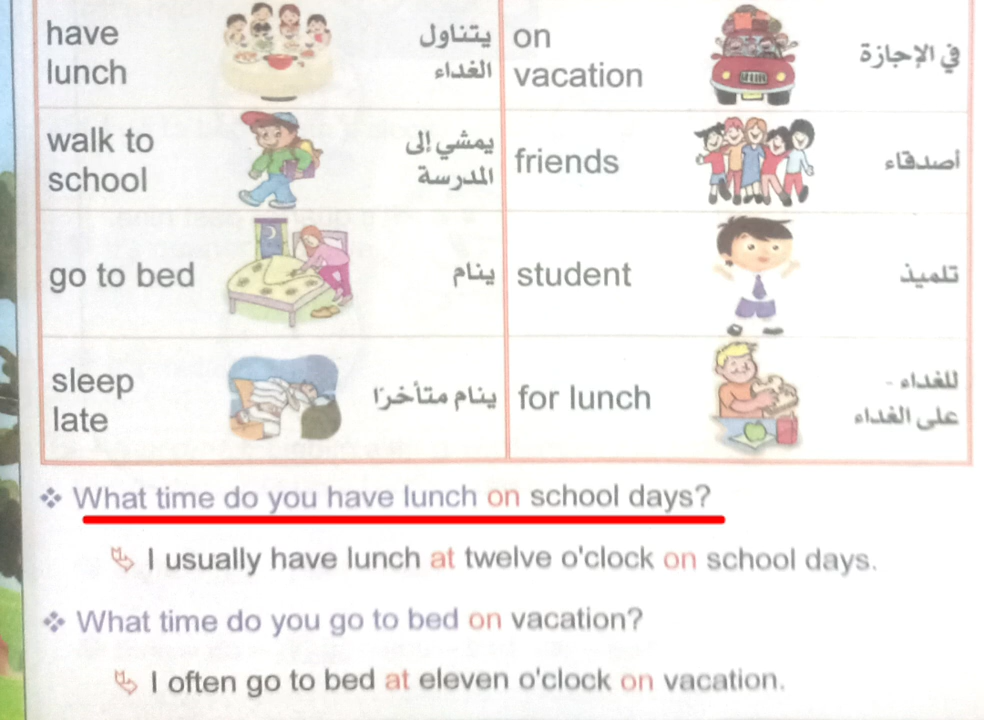 have
lunch
يتناول
الغداء
on
vacation
في الإجازة
walk to
school
يمشي إلى
المدرسة
friends
أصدقاء
go to bed
ينام
student
تلميذ
sleep
late
ينام متأخرًا
for lunch
للغداء -
على الغداء
❖ What time do you have lunch on school days?
I usually have lunch at twelve o'clock on school days.
❖ What time do you go to bed on vacation?
I often go to bed at eleven o'clock on vacation.